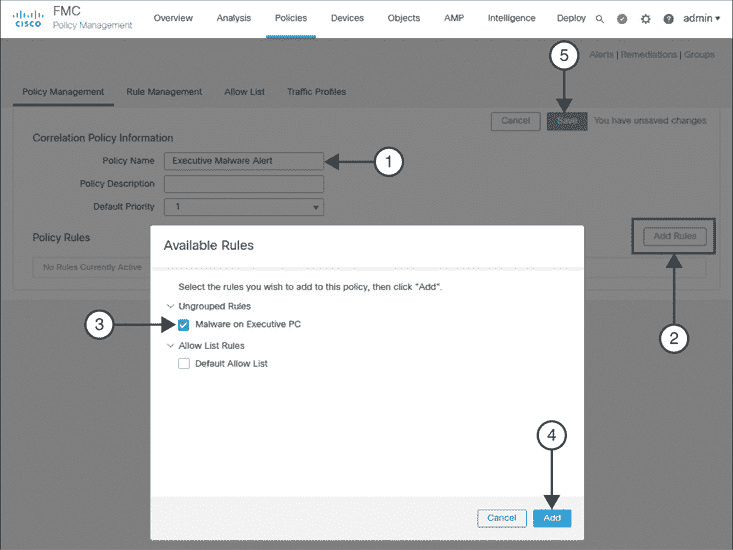 FMC
CISCO
Policy Management
Overview
Analysis
Policies
Devices
Objects
AMP
Intelligence
Deploy
admin
5
Alerts | Remediations | Groups
Policy Management
Rule Management
Allow List
Traffic Profiles
Cancel
Save
You have unsaved changes
Correlation Policy Information
Policy Name
Executive Malware Alert
1
Policy Description
Default Priority
1
Policy Rules
Add Rules
No Rules Currently Active
2
Available Rules
Select the rules you wish to add to this policy, then click "Add".
Ungrouped Rules
3
Malware on Executive PC
Allow List Rules
Default Allow List
4
Cancel
Add